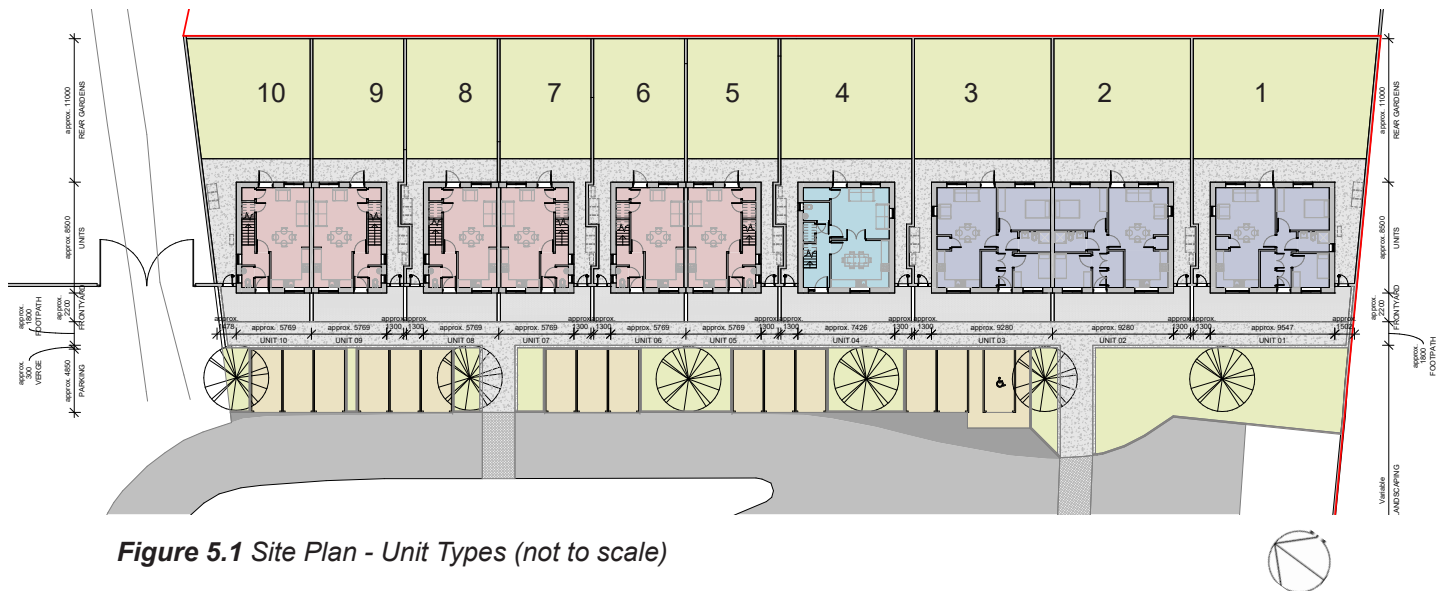 10 9 8 7 6 5 4 3 2 1
approx. 11000
REAR GARDENS
approx. 8500
UNITS
approx. 2200
FRONTYARD
approx. 1800
FOOTPATH
approx. 300
VERGE
approx. 4850
PARKING
approx. 11000
REAR GARDENS
approx. 8500
UNITS
approx. 2200
FRONTYARD
approx. 1800
FOOTPATH
Variable
LANDSCAPING
approx. approx. approx. approx. approx. approx. approx. approx. approx. approx. approx. approx.
1478 approx. 5769 approx. 5769 1300 1300 approx. 5769 approx. 5769 1300 1300 approx. 5769 approx. 5769 1300 1300 approx. 7426 1300 1300 approx. 9280 approx. 9280 1300 1300 approx. 9547 1502
UNIT 10 UNIT 09 UNIT 08 UNIT 07 UNIT 06 UNIT 05 UNIT 04 UNIT 03 UNIT 02 UNIT 01
Figure 5.1 Site Plan - Unit Types (not to scale)